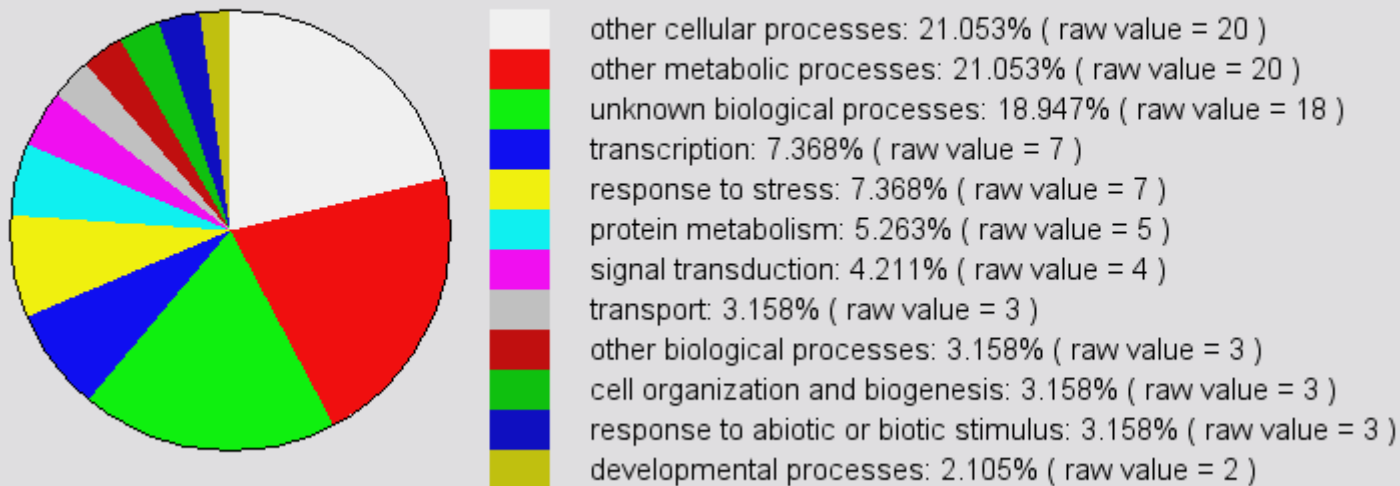 other cellular processes: 21.053% ( raw value = 20 )
other metabolic processes: 21.053% ( raw value = 20 )
unknown biological processes: 18.947% ( raw value = 18 )
transcription: 7.368% ( raw value = 7 )
response to stress: 7.368% ( raw value = 7 )
protein metabolism: 5.263% ( raw value = 5 )
signal transduction: 4.211% ( raw value = 4 )
transport: 3.158% ( raw value = 3 )
other biological processes: 3.158% ( raw value = 3 )
cell organization and biogenesis: 3.158% ( raw value = 3 )
response to abiotic or biotic stimulus: 3.158% ( raw value = 3 )
developmental processes: 2.105% ( raw value = 2 )